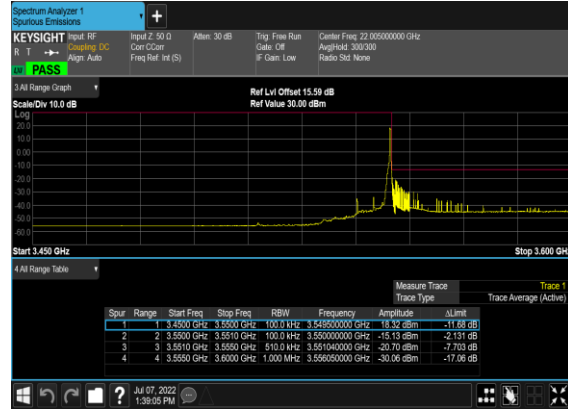 Spectrum Analyzer 1
Spurious Emissions
KEYSIGHT Input: RF Input Z: 50 Ω Atten: 30 dB Trig: Free Run Center Freq: 22.005000000 GHz
R T Coupling: DC Corr CCorr Gate: Off Avg|Hold: 300/300
Align: Auto Freq Ref: Int (S) IF Gain: Low Radio Std: None
PASS
3 All Range Graph
Ref Lvl Offset 15.59 dB
Scale/Div 10.0 dB Ref Value 30.00 dBm
Log
20.0
10.0
0.00
-10.0
-20.0
-30.0
-40.0
-50.0
-60.0
Start 3.450 GHz Stop 3.600 GHz
4 All Range Table
Measure Trace Trace 1
Trace Type Trace Average (Active)
Spur Range Start Freq Stop Freq RBW Frequency Amplitude ΔLimit
1 1 3.4500 GHz 3.5500 GHz 100.0 kHz 3.549500000 GHz 18.32 dBm -11.68 dB
2 2 3.5500 GHz 3.5510 GHz 100.0 kHz 3.550000000 GHz -15.13 dBm -2.131 dB
3 3 3.5510 GHz 3.5550 GHz 510.0 kHz 3.551040000 GHz -20.70 dBm -7.703 dB
4 4 3.5550 GHz 3.6000 GHz 1.000 MHz 3.556050000 GHz -30.06 dBm -17.06 dB
? Jul 07, 2022
1:39:05 PM